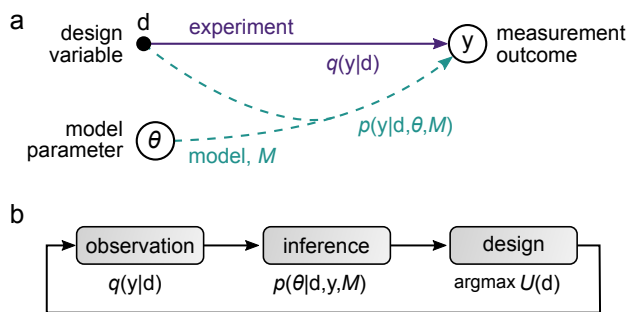 a
d
design
variable
experiment
q(y|d)
y
measurement
outcome
model
parameter
θ
model, M
p(y|d,θ,M)
b
observation
inference
design
q(y|d)
p(θ|d,y,M)
argmax U(d)